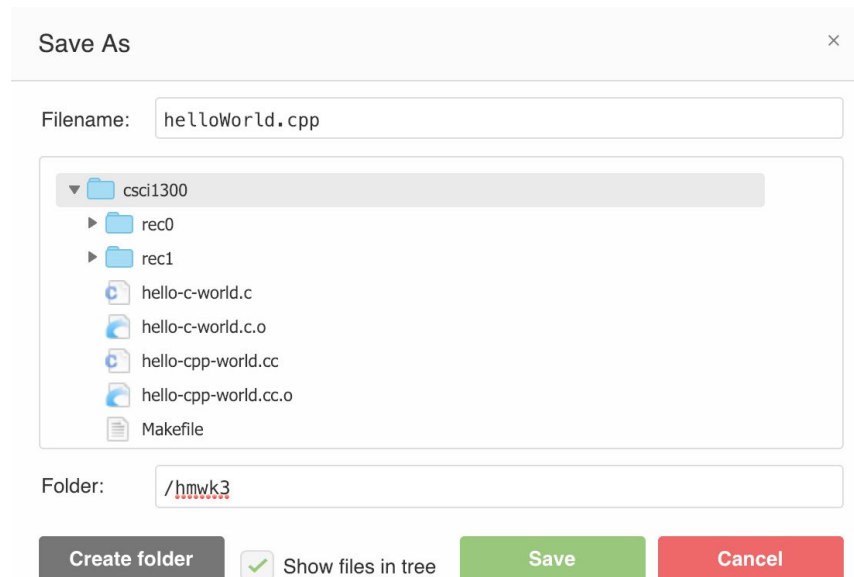 Save As
Filename: helloWorld.cpp
csci1300
rec0
rec1
hello-c-world.c
hello-c-world.c.o
hello-cpp-world.cc
hello-cpp-world.cc.o
Makefile
Folder: /hmwk3
Create folder Show files in tree Save Cancel